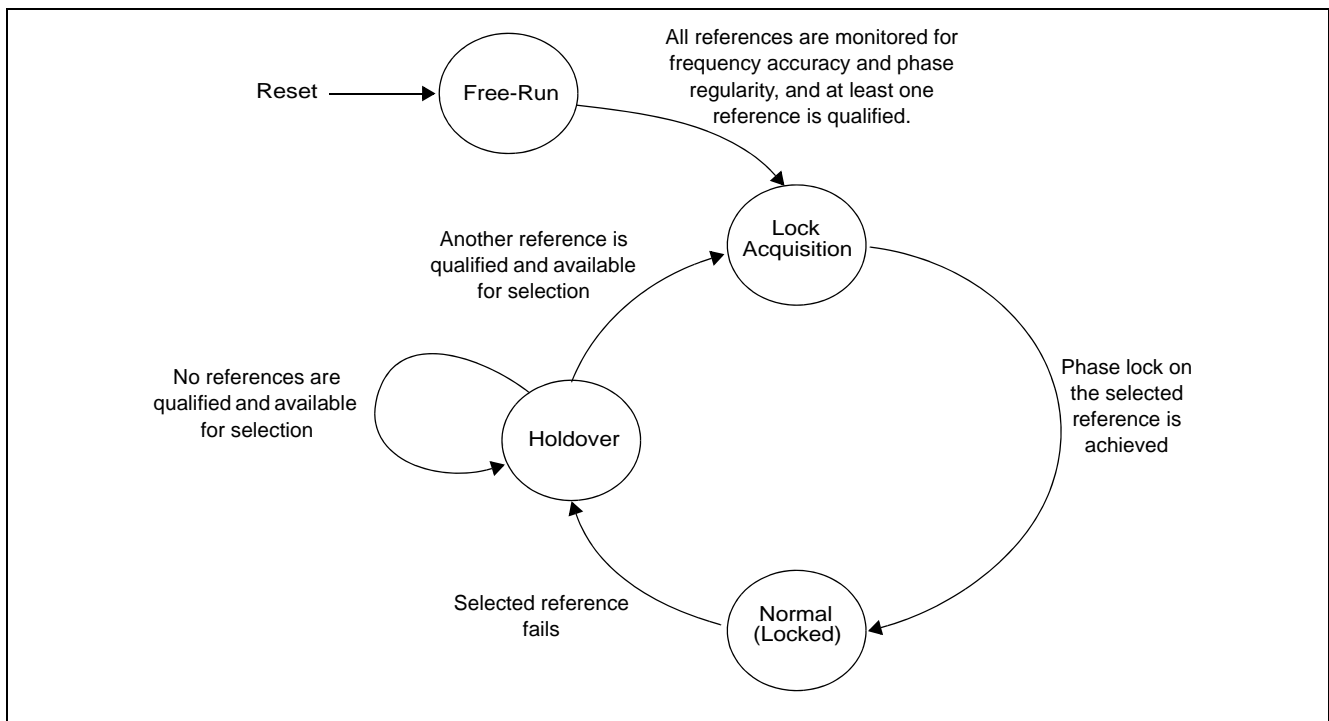 All references are monitored for
frequency accuracy and phase
regularity, and at least one
reference is qualified.
Reset
Free-Run
Lock
Acquisition
Another reference is
qualified and available
for selection
Phase lock on
the selected
reference is
achieved
No references are
qualified and available
for selection
Holdover
Selected reference
fails
Normal
(Locked)